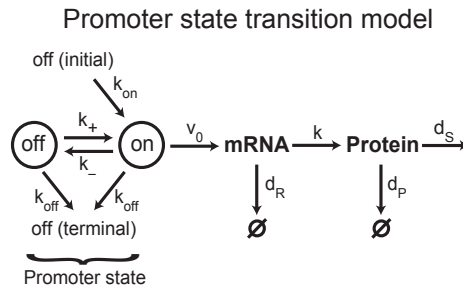 Promoter state transition model
off (initial)
k_on
off k_+ on v_0 mRNA k Protein d_S
k_–
k_off k_off d_R d_P
off (terminal) Ø Ø
Promoter state